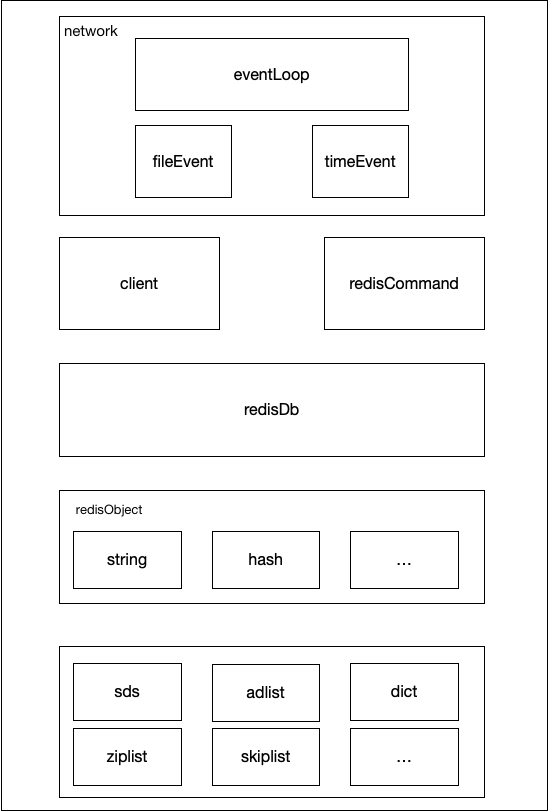 network
eventLoop
fileEvent
timeEvent
client
redisCommand
redisDb
redisObject
string
hash
...
sds
adlist
dict
ziplist
skiplist
...